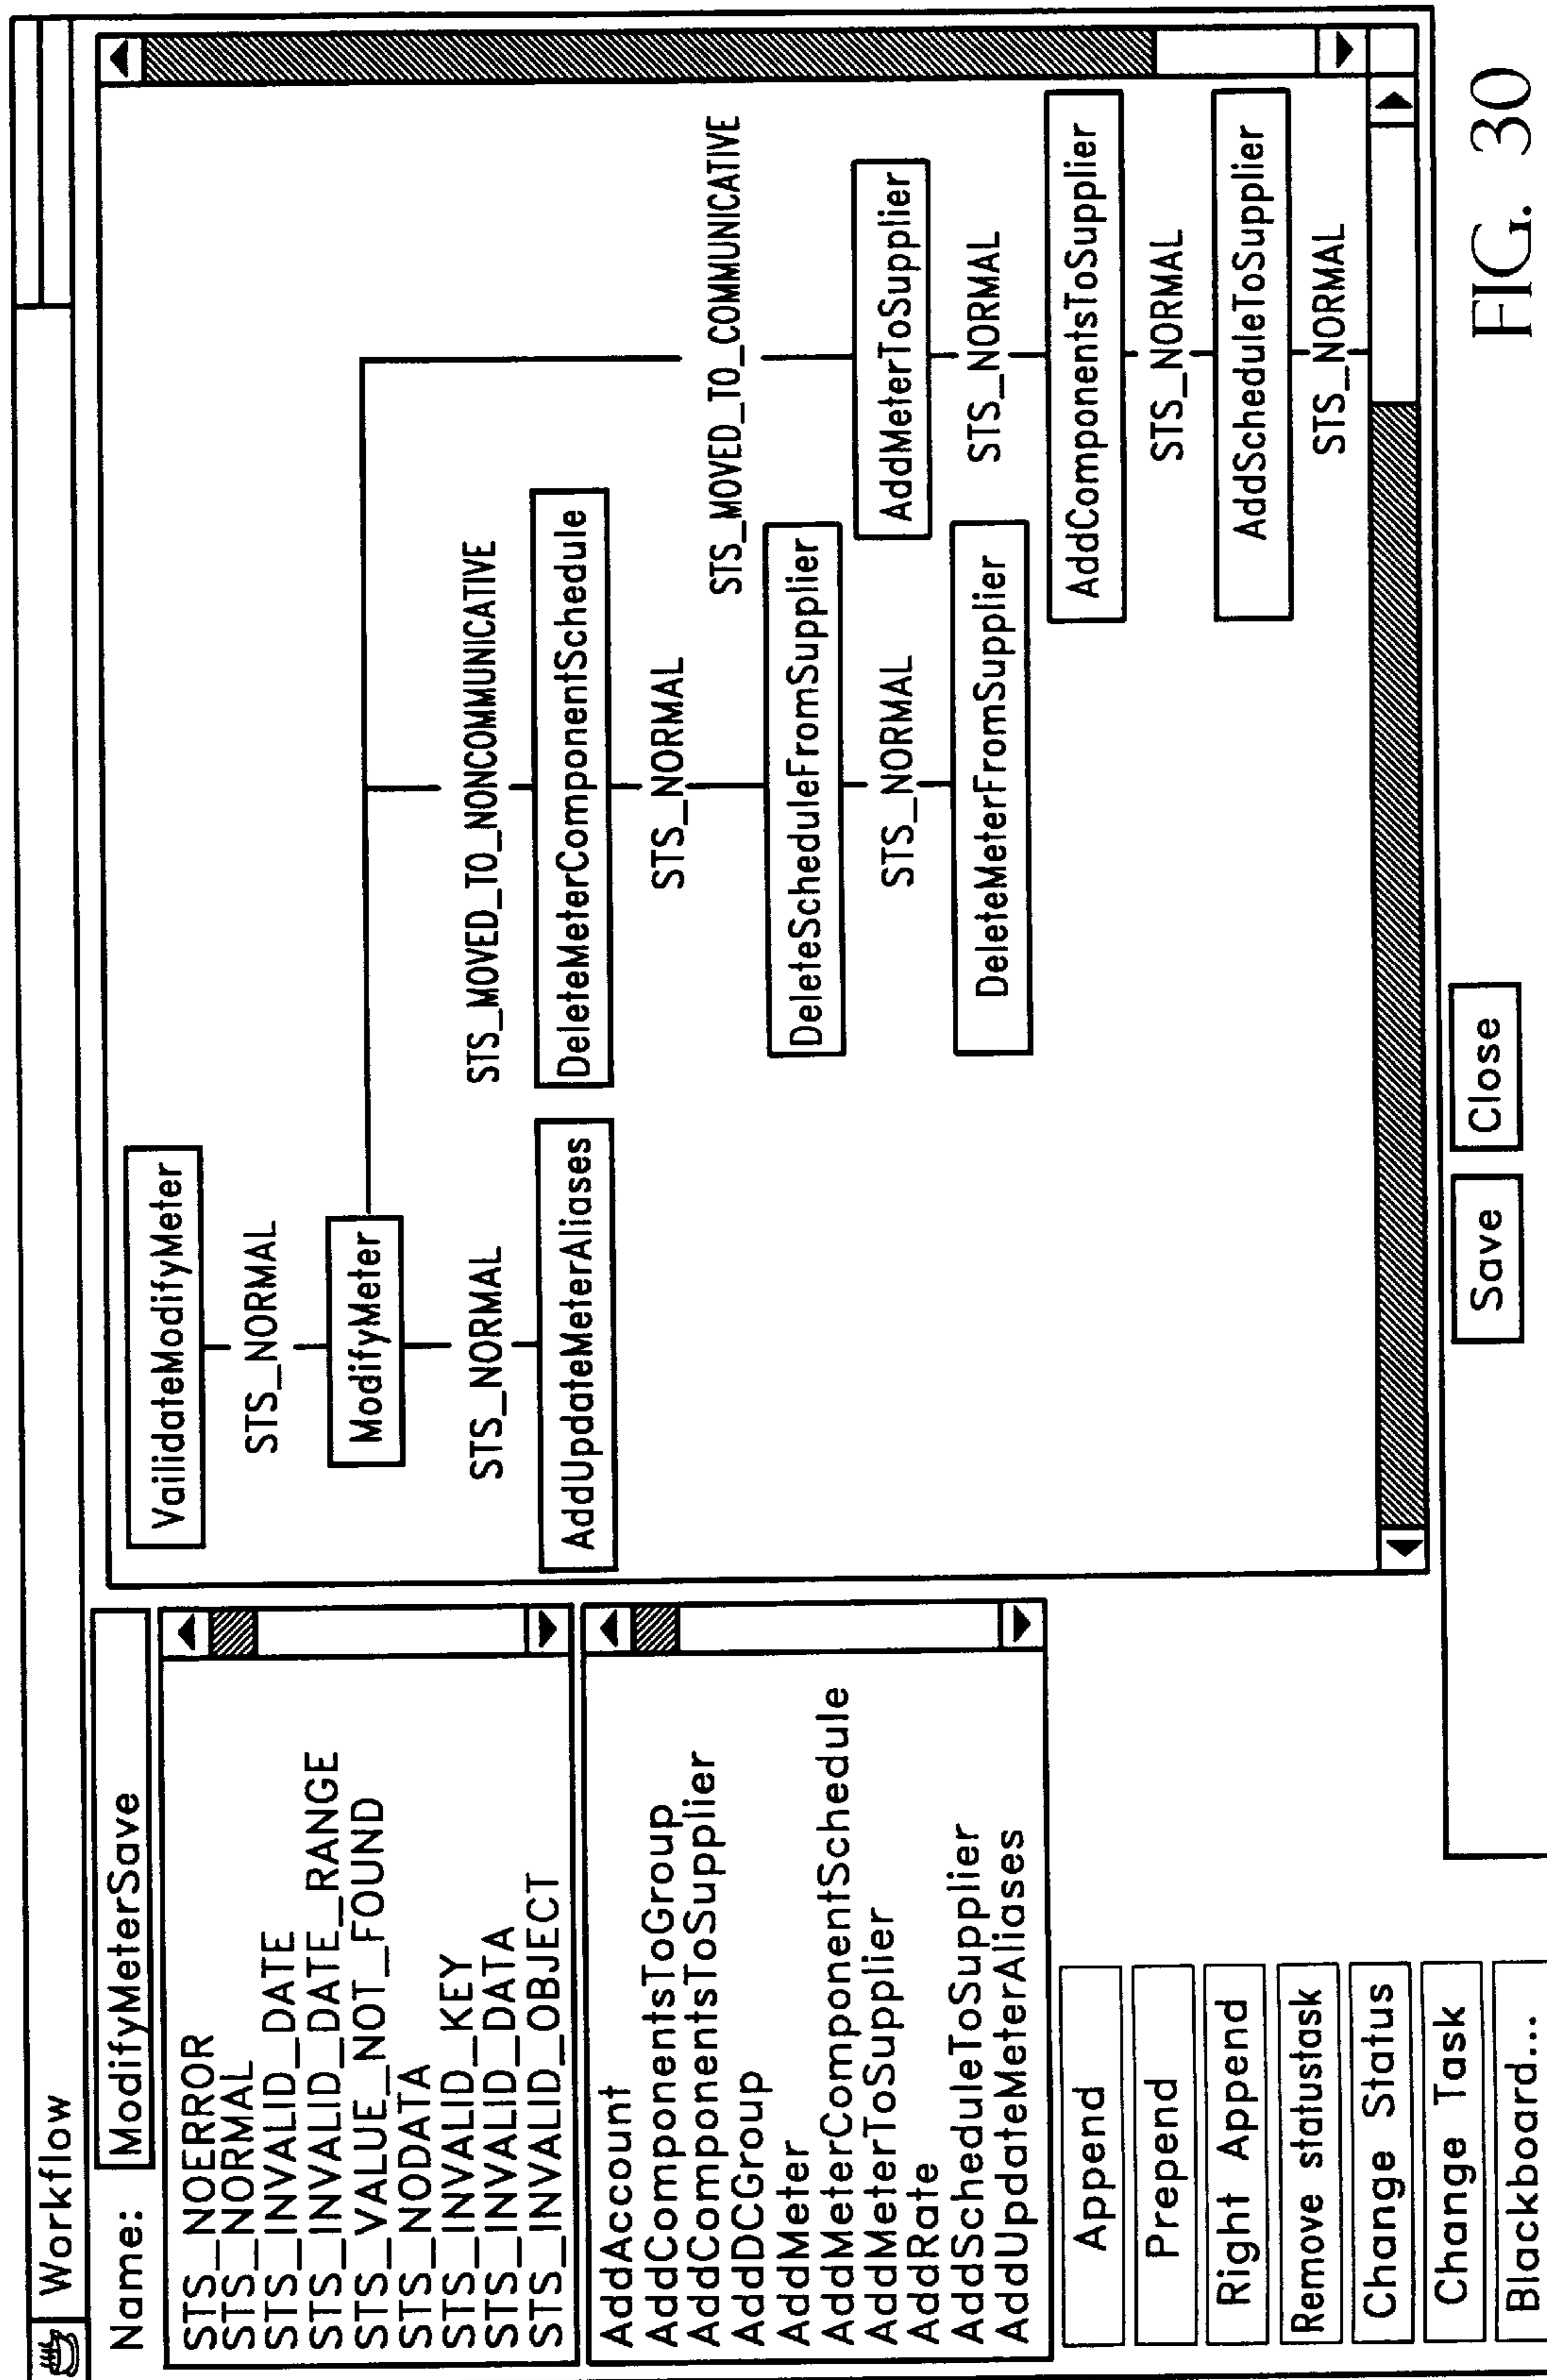 Workflow
Name: ModifyMeterSave
STS_NOERROR
STS_NORMAL
STS_INVALID_DATE
STS_INVALID_DATE_RANGE
STS_VALUE_NOT_FOUND
STS_NODATA
STS_INVALID_KEY
STS_INVALID_DATA
STS_INVALID_OBJECT
AddAccount
AddComponentsToGroup
AddComponentsToSupplier
AddDCGroup
AddMeter
AddMeterComponentSchedule
AddMeterToSupplier
AddRate
AddScheduleToSupplier
AddUpdateMeterAliases
Append
Prepend
Right Append
Remove statustask
Change Status
Change Task
Blackboard...
VailidateModifyMeter
STS_NORMAL
ModifyMeter
STS_NORMAL
AddUpdateMeterAliases
STS_MOVED_TO_NONCOMMUNICATIVE
DeleteMeterComponentSchedule
STS_NORMAL
DeleteScheduleFromSupplier
STS_NORMAL
DeleteMeterFromSupplier
STS_MOVED_TO_COMMUNICATIVE
AddMeterToSupplier
STS_NORMAL
AddComponentsToSupplier
STS_NORMAL
AddScheduleToSupplier
STS_NORMAL
Save Close
FIG. 30